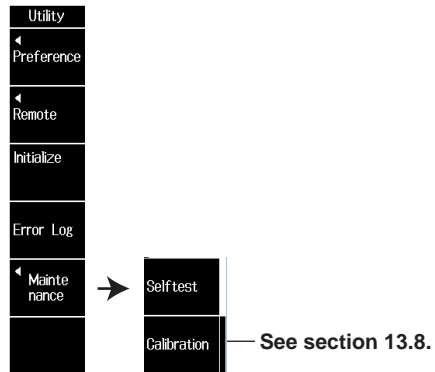 Utility
Preference
Remote
Initialize
Error Log
Mainte
nance
Selftest
Calibration
See section 13.8.